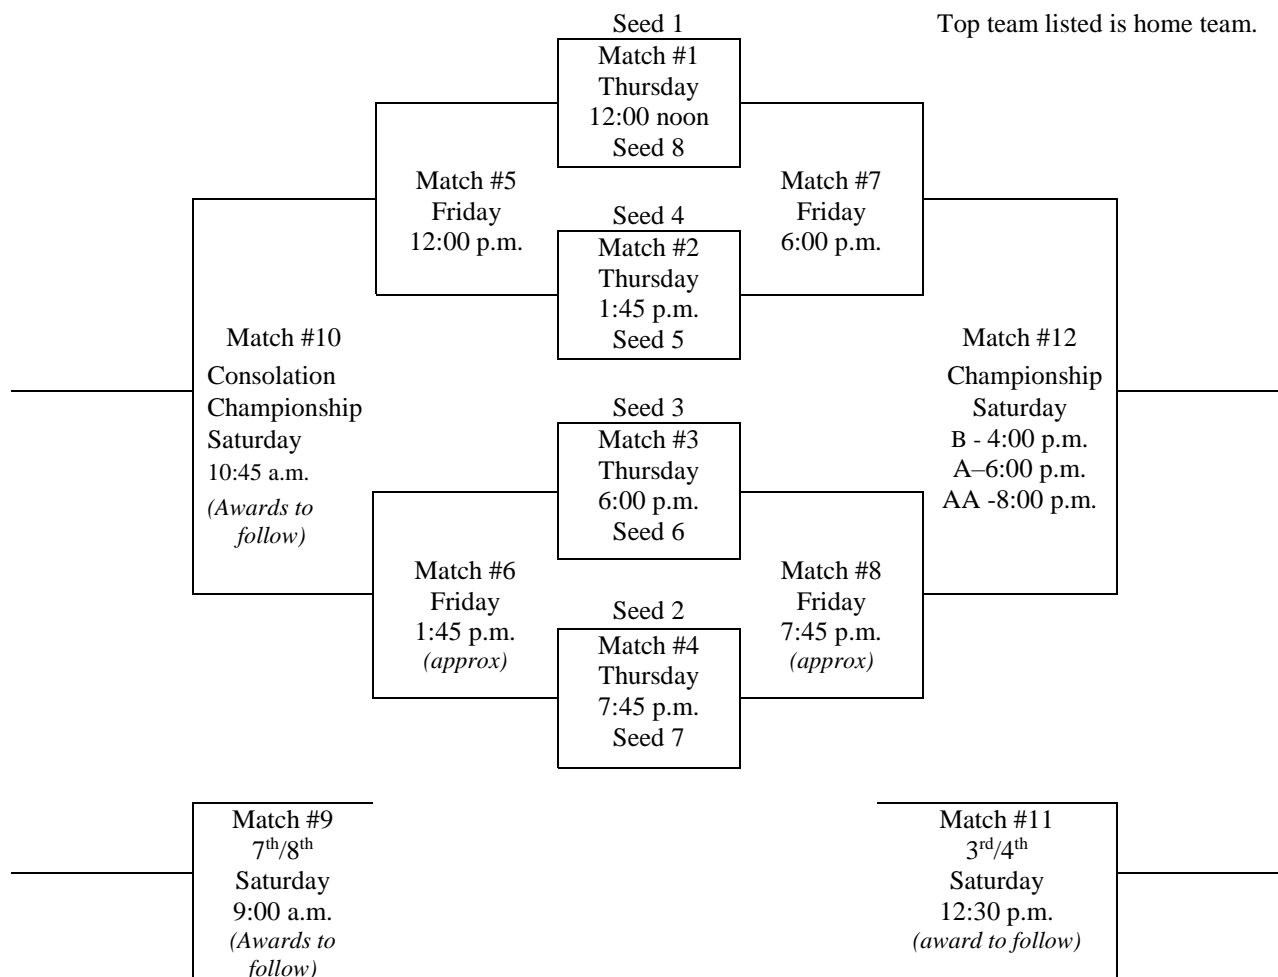 Seed 1
Top team listed is home team.
Match #1
Thursday
12:00 noon
Seed 8
Match #5
Friday
12:00 p.m.
Match #7
Friday
6:00 p.m.
Seed 4
Match #2
Thursday
1:45 p.m.
Seed 5
Match #10
Consolation
Championship
Saturday
10:45 a.m.
(Awards to
follow)
Match #12
Championship
Saturday
B - 4:00 p.m.
A–6:00 p.m.
AA -8:00 p.m.
Seed 3
Match #3
Thursday
6:00 p.m.
Seed 6
Match #6
Friday
1:45 p.m.
(approx)
Match #8
Friday
7:45 p.m.
(approx)
Seed 2
Match #4
Thursday
7:45 p.m.
Seed 7
Match #9
7th/8th
Saturday
9:00 a.m.
(Awards to
follow)
Match #11
3rd/4th
Saturday
12:30 p.m.
(award to follow)